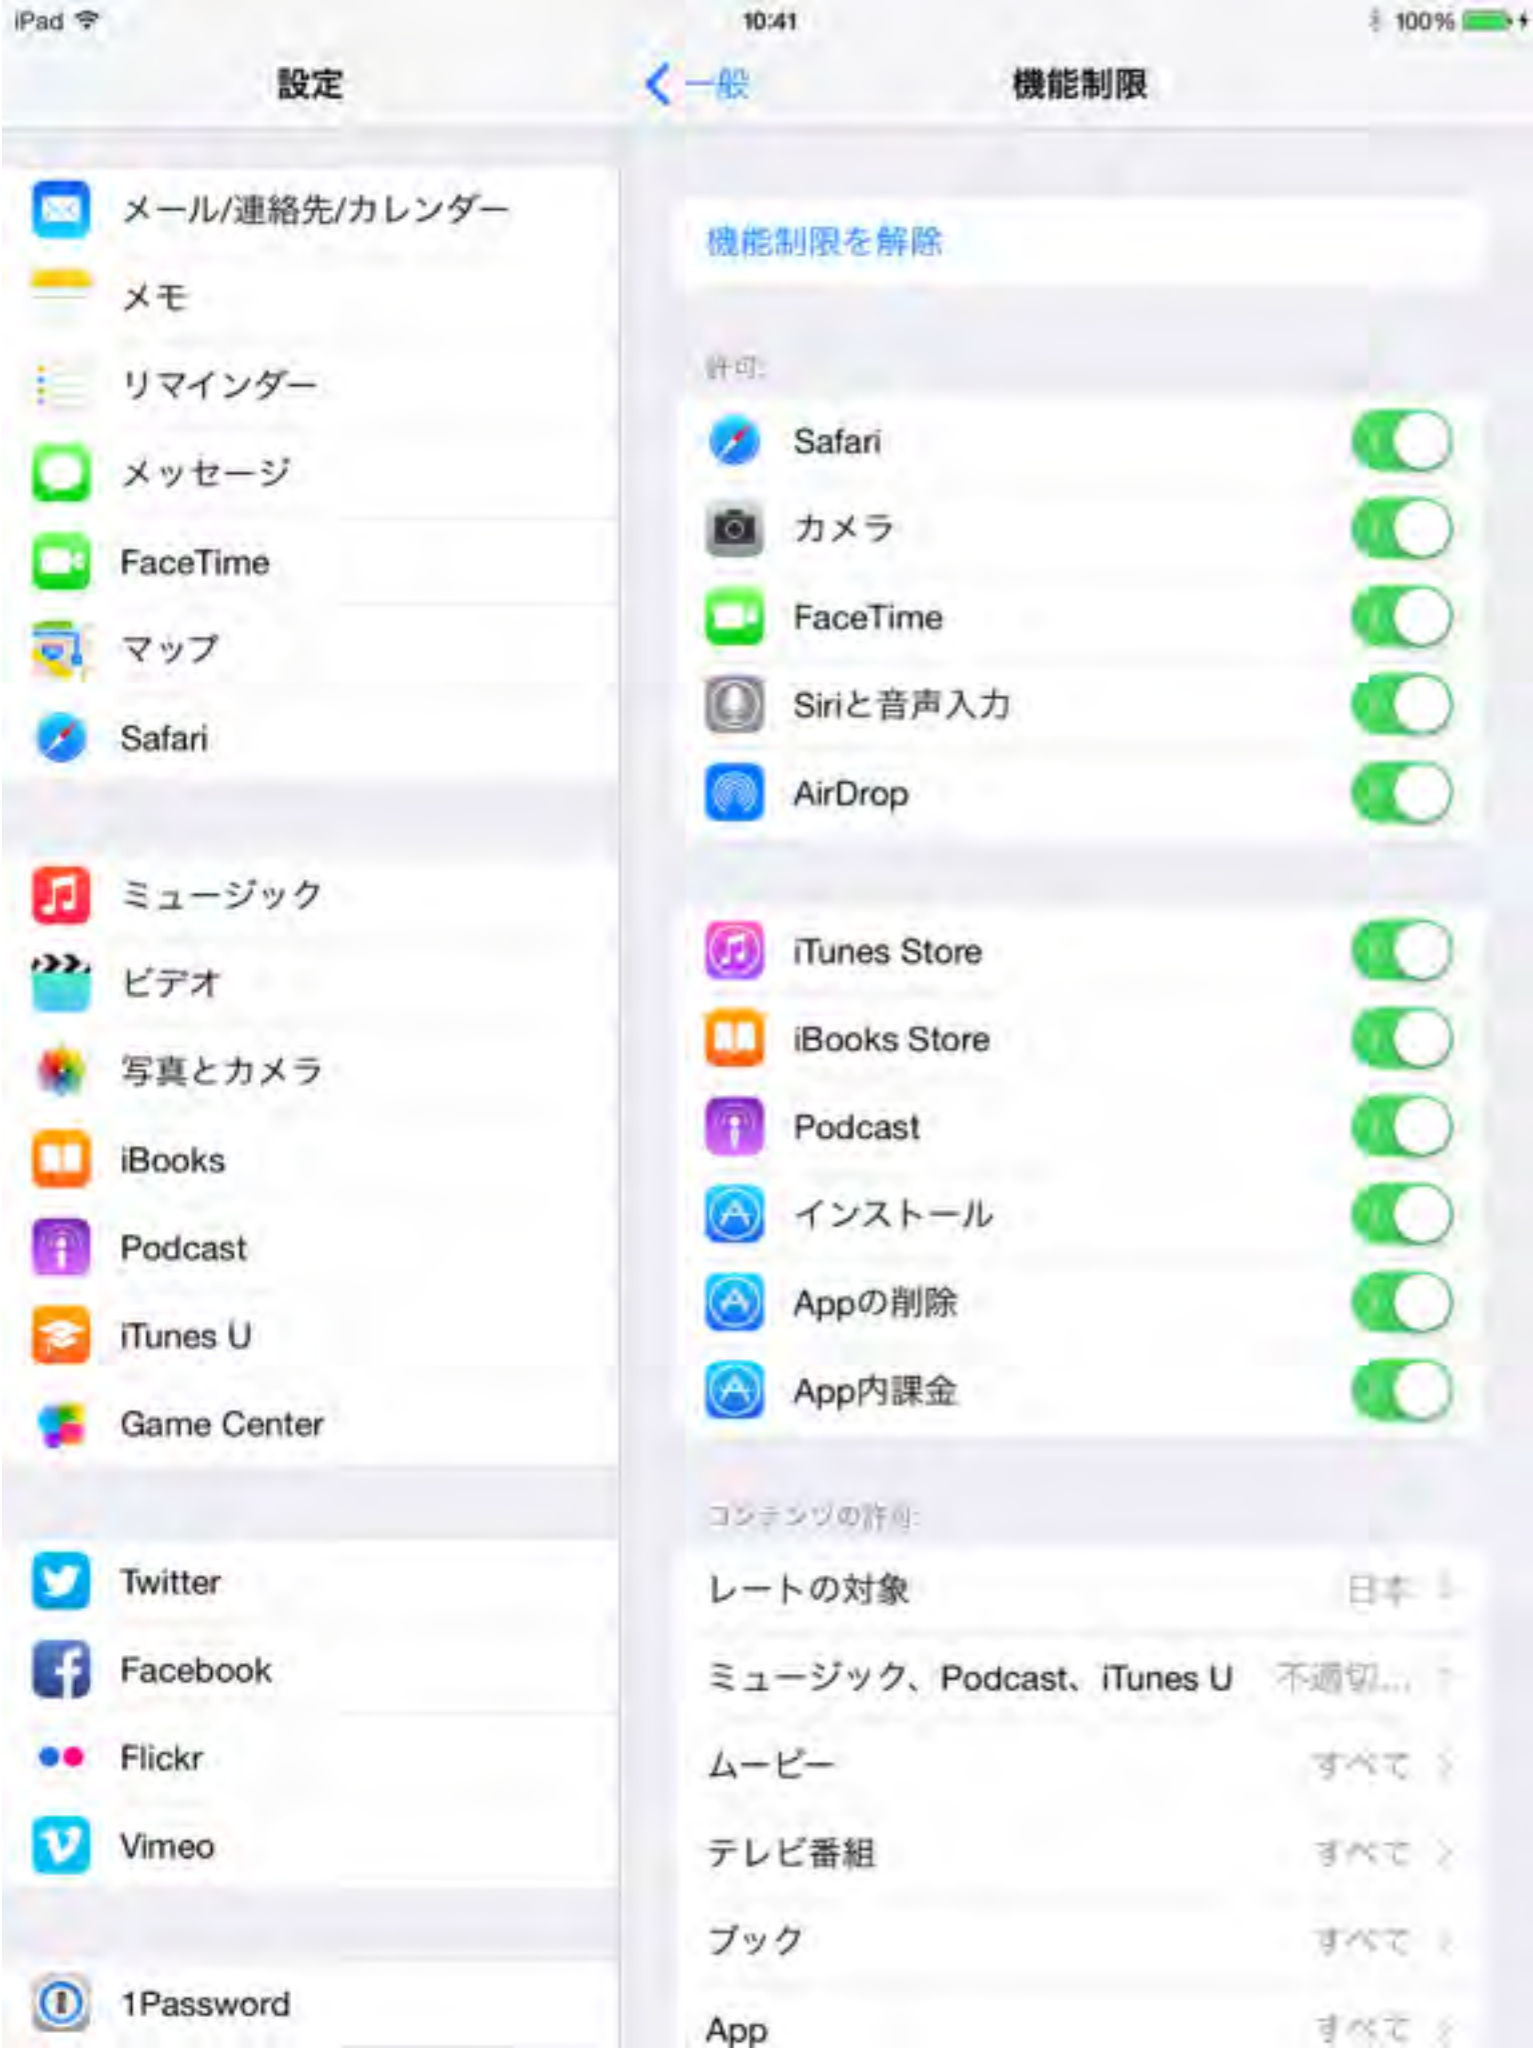 iPad
10:41
100%
設定
一般
機能制限
メール/連絡先/カレンダー
メモ
リマインダー
メッセージ
FaceTime
マップ
Safari
ミュージック
ビデオ
写真とカメラ
iBooks
Podcast
iTunes U
Game Center
Twitter
Facebook
Flickr
Vimeo
1Password
機能制限を解除
許可:
Safari
カメラ
FaceTime
Siriと音声入力
AirDrop
iTunes Store
iBooks Store
Podcast
インストール
Appの削除
App内課金
コンテンツの許可:
レートの対象 日本
ミュージック、Podcast、iTunes U 不適切...
ムービー すべて
テレビ番組 すべて
ブック すべて
App すべて